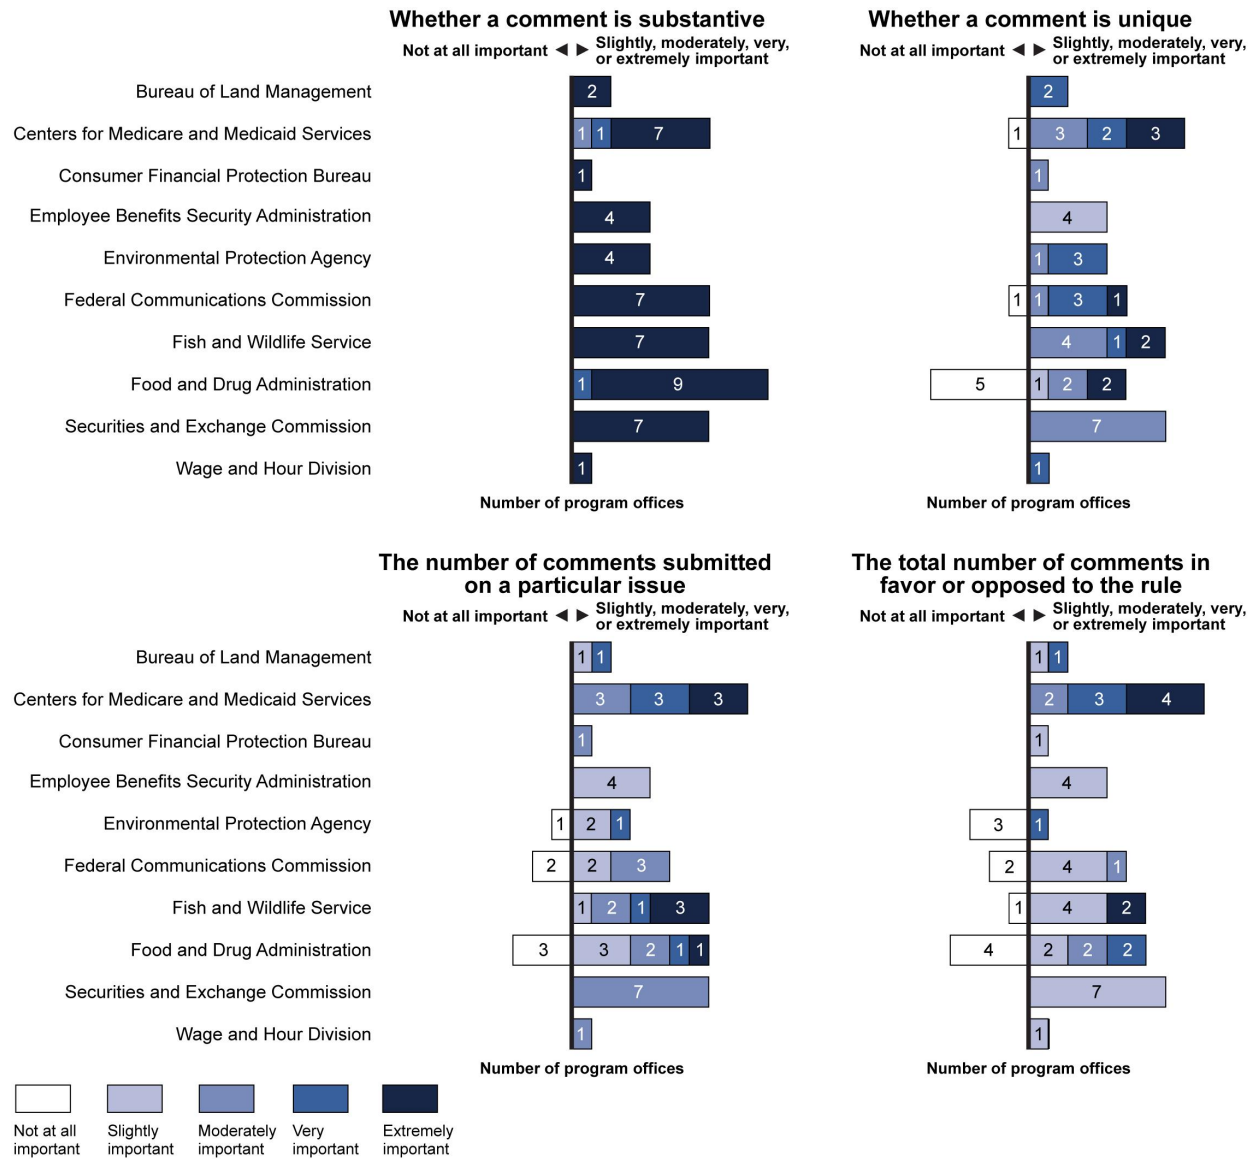 Whether a comment is substantive
Not at all important ◄ ► Slightly, moderately, very,
or extremely important
Bureau of Land Management 2
Centers for Medicare and Medicaid Services 1 1 7
Consumer Financial Protection Bureau 1
Employee Benefits Security Administration 4
Environmental Protection Agency 4
Federal Communications Commission 7
Fish and Wildlife Service 7
Food and Drug Administration 1 9
Securities and Exchange Commission 7
Wage and Hour Division 1
Number of program offices
Whether a comment is unique
Not at all important ◄ ► Slightly, moderately, very,
or extremely important
2
1 3 2 3
1
4
1 3
1 1 3 1
4 1 2
5 1 2 2
7
1
Number of program offices
The number of comments submitted
on a particular issue
Not at all important ◄ ► Slightly, moderately, very,
or extremely important
Bureau of Land Management 1 1
Centers for Medicare and Medicaid Services 3 3 3
Consumer Financial Protection Bureau 1
Employee Benefits Security Administration 4
Environmental Protection Agency 1 2 1
Federal Communications Commission 2 2 3
Fish and Wildlife Service 1 2 1 3
Food and Drug Administration 3 3 2 1 1
Securities and Exchange Commission 7
Wage and Hour Division 1
Number of program offices
The total number of comments in
favor or opposed to the rule
Not at all important ◄ ► Slightly, moderately, very,
or extremely important
1 1
2 3 4
1
4
3 1
2 4 1
1 4 2
4 2 2 2
7
1
Number of program offices
Not at all
important
Slightly
important
Moderately
important
Very
important
Extremely
important